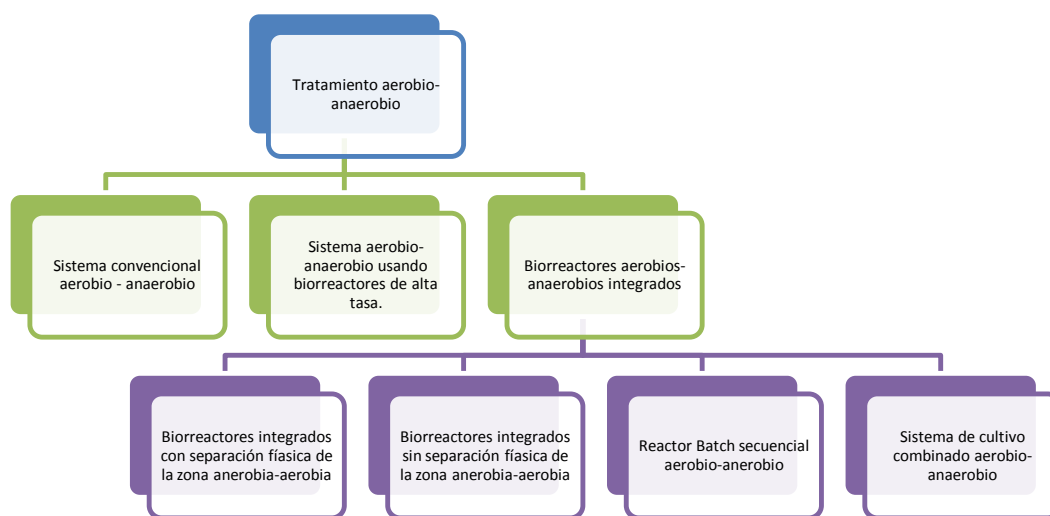 Tratamiento aerobio-
anaerobio
Sistema convencional
aerobio - anaerobio
Sistema aerobio-
anaerobio usando
biorreactores de alta
tasa.
Biorreactores aerobios-
anaerobios integrados
Biorreactores integrados
con separación fíasica de
la zona anerobia-aerobia
Biorreactores integrados
sin separación fíasica de
la zona anerobia-aerobia
Reactor Batch secuencial
aerobio-anerobio
Sistema de cultivo
combinado aerobio-
anaerobio